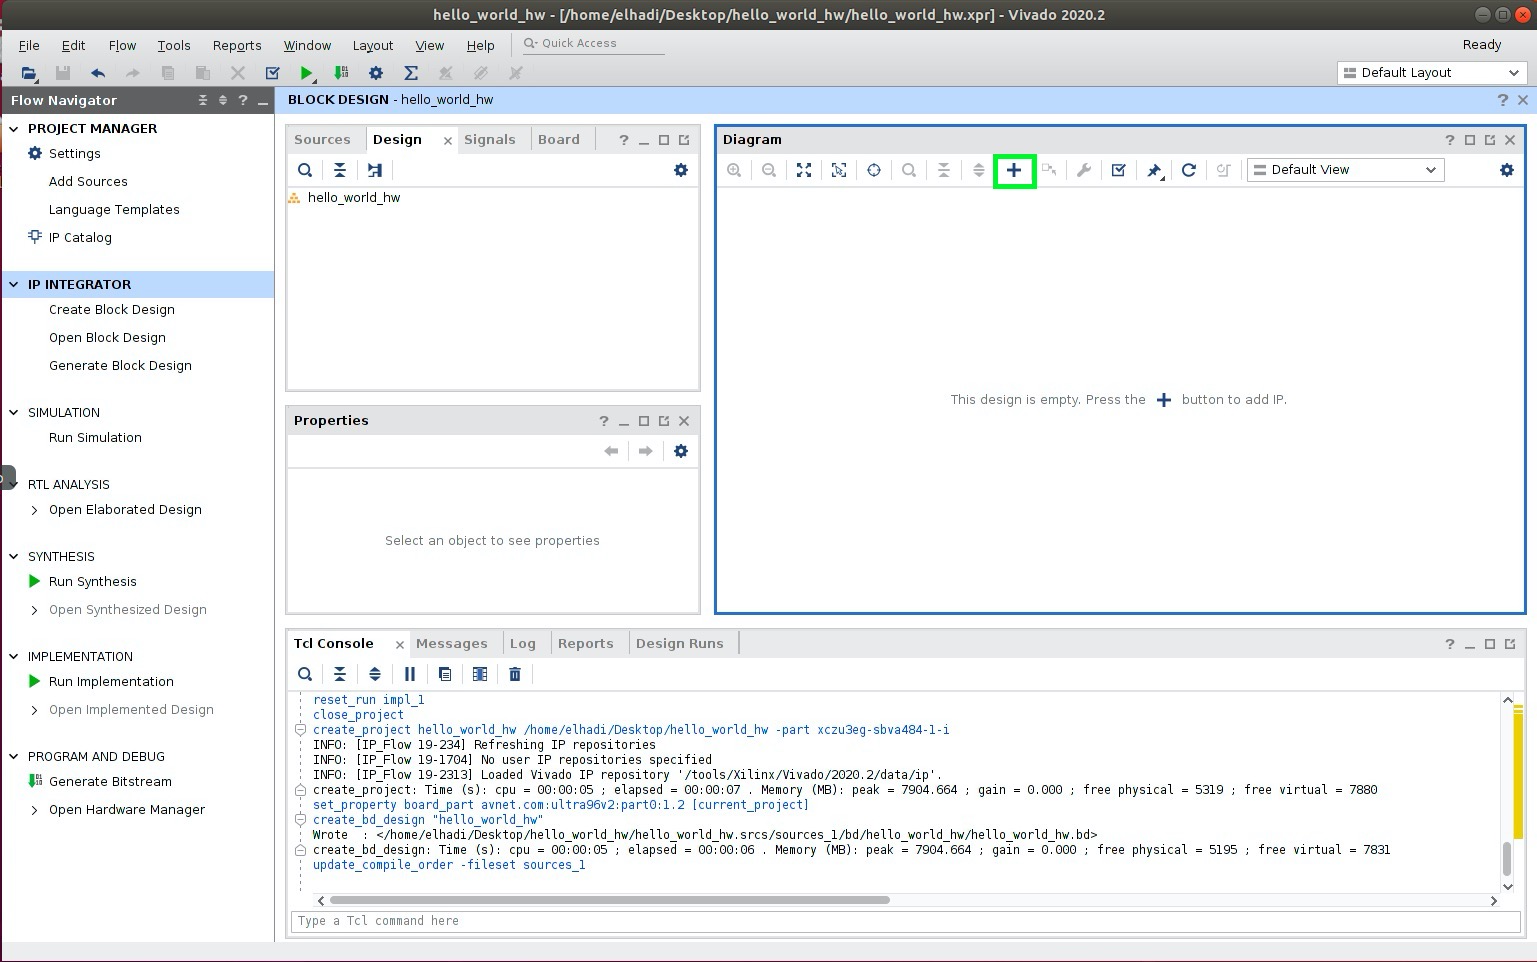 hello_world_hw - [/home/elhadi/Desktop/hello_world_hw/hello_world_hw.xpr] - Vivado 2020.2
File Edit Flow Tools Reports Window Layout View Help Quick Access Ready
Default Layout
Flow Navigator
PROJECT MANAGER
Settings
Add Sources
Language Templates
IP Catalog
IP INTEGRATOR
Create Block Design
Open Block Design
Generate Block Design
SIMULATION
Run Simulation
RTL ANALYSIS
Open Elaborated Design
SYNTHESIS
Run Synthesis
Open Synthesized Design
IMPLEMENTATION
Run Implementation
Open Implemented Design
PROGRAM AND DEBUG
Generate Bitstream
Open Hardware Manager
BLOCK DESIGN - hello_world_hw
Sources Design Signals Board
hello_world_hw
Properties
Select an object to see properties
Diagram
Default View
This design is empty. Press the + button to add IP.
Tcl Console Messages Log Reports Design Runs
reset_run impl_1
close_project
create_project hello_world_hw /home/elhadi/Desktop/hello_world_hw -part xczu3eg-sbva484-1-i
INFO: [IP_Flow 19-234] Refreshing IP repositories
INFO: [IP_Flow 19-1704] No user IP repositories specified
INFO: [IP_Flow 19-2313] Loaded Vivado IP repository '/tools/Xilinx/Vivado/2020.2/data/ip'.
create_project: Time (s): cpu = 00:00:05 ; elapsed = 00:00:07 . Memory (MB): peak = 7904.664 ; gain = 0.000 ; free physical = 5319 ; free virtual = 7880
set_property board_part avnet.com:ultra96v2:part0:1.2 [current_project]
create_bd_design "hello_world_hw"
Wrote : </home/elhadi/Desktop/hello_world_hw/hello_world_hw.srcs/sources_1/bd/hello_world_hw/hello_world_hw.bd>
create_bd_design: Time (s): cpu = 00:00:05 ; elapsed = 00:00:06 . Memory (MB): peak = 7904.664 ; gain = 0.000 ; free physical = 5195 ; free virtual = 7831
update_compile_order -fileset sources_1
Type a Tcl command here